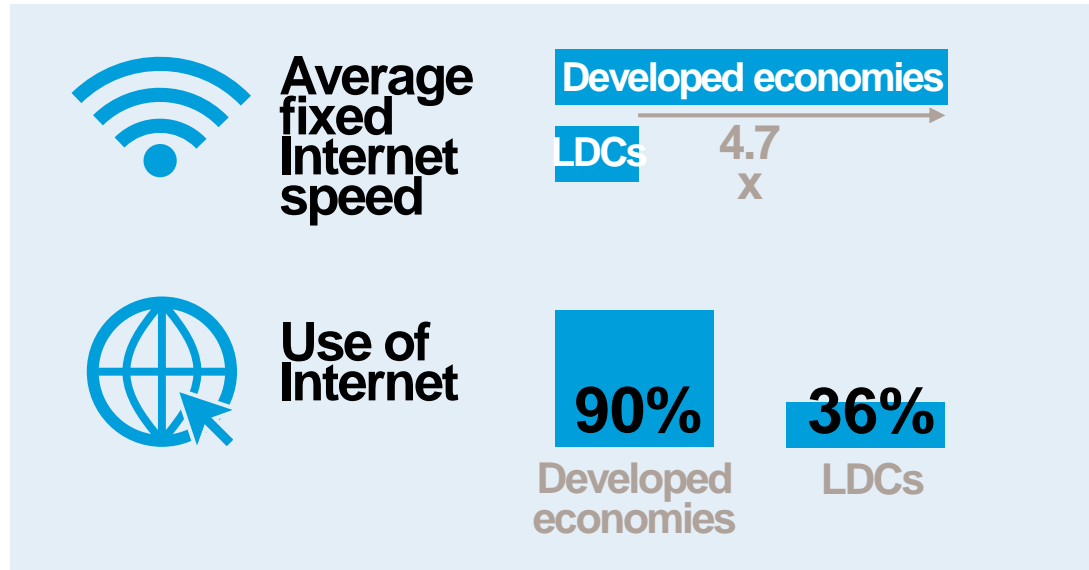 Average
fixed
Internet
speed
Developed economies
LDCs
4.7
x
Use of
Internet
90%
36%
Developed
economies
LDCs